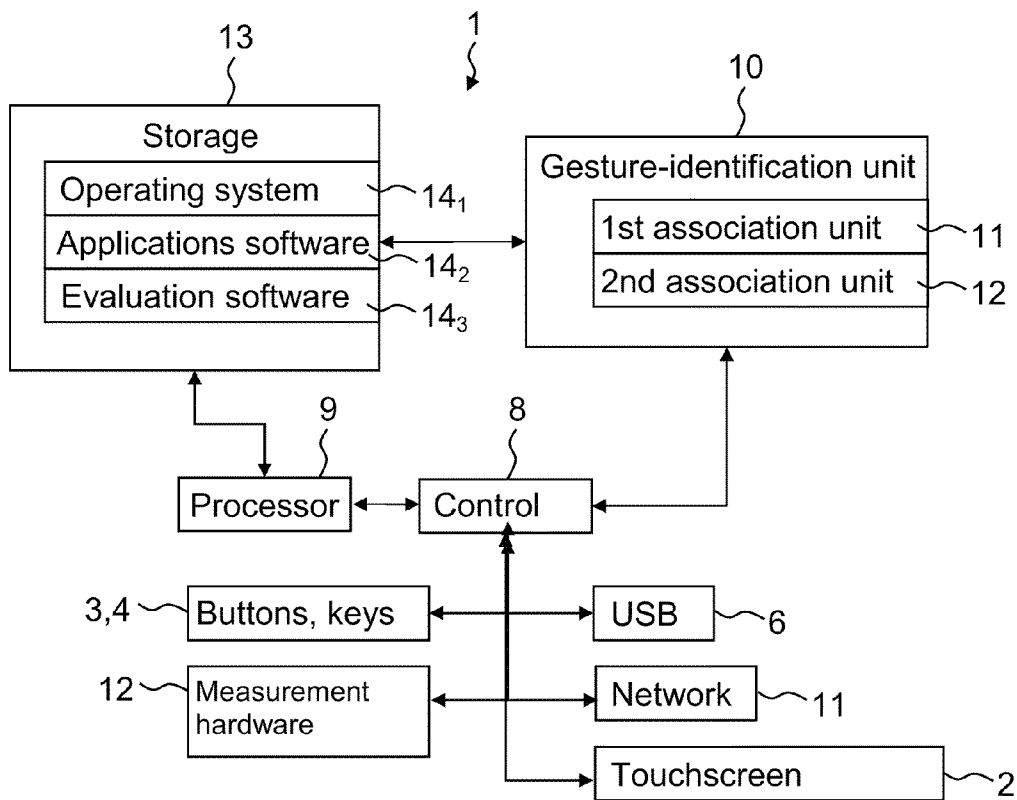 1
13
10
Storage
Gesture-identification unit
Operating system
14₁
1st association unit
11
Applications software
14₂
2nd association unit
12
Evaluation software
14₃
9
8
Processor
Control
3,4
Buttons, keys
USB
6
12
Measurement
hardware
Network
11
Touchscreen
2